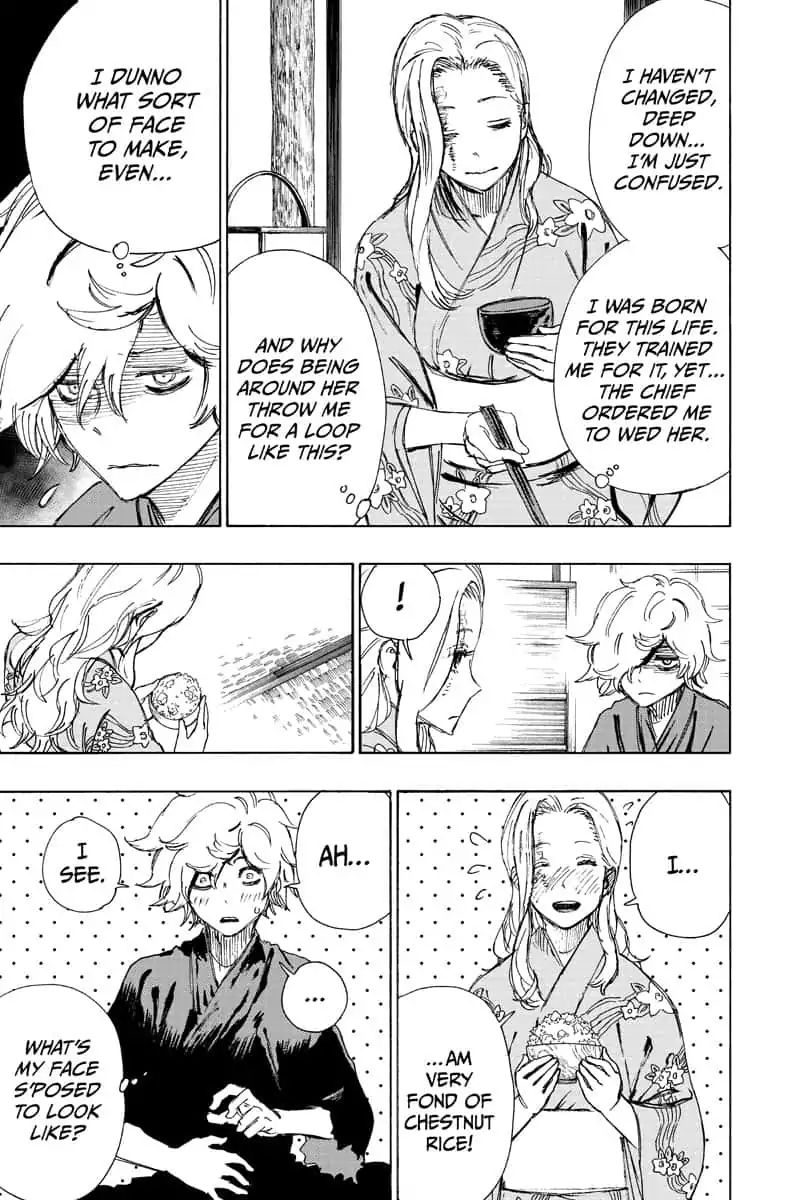 I HAVEN'T
CHANGED,
DEEP
DOWN...
I'M JUST
CONFUSED.
I WAS BORN
FOR THIS LIFE.
THEY TRAINED
ME FOR IT, YET...
THE CHIEF
ORDERED ME
TO WED HER.
AND WHY
DOES BEING
AROUND HER
THROW ME
FOR A LOOP
LIKE THIS?
I DUNNO
WHAT SORT
OF FACE
TO MAKE,
EVEN...
!
I...
...AM
VERY
FOND OF
CHESTNUT
RICE!
AH...
I
SEE.
...
WHAT'S
MY FACE
S'POSED
TO LOOK
LIKE?